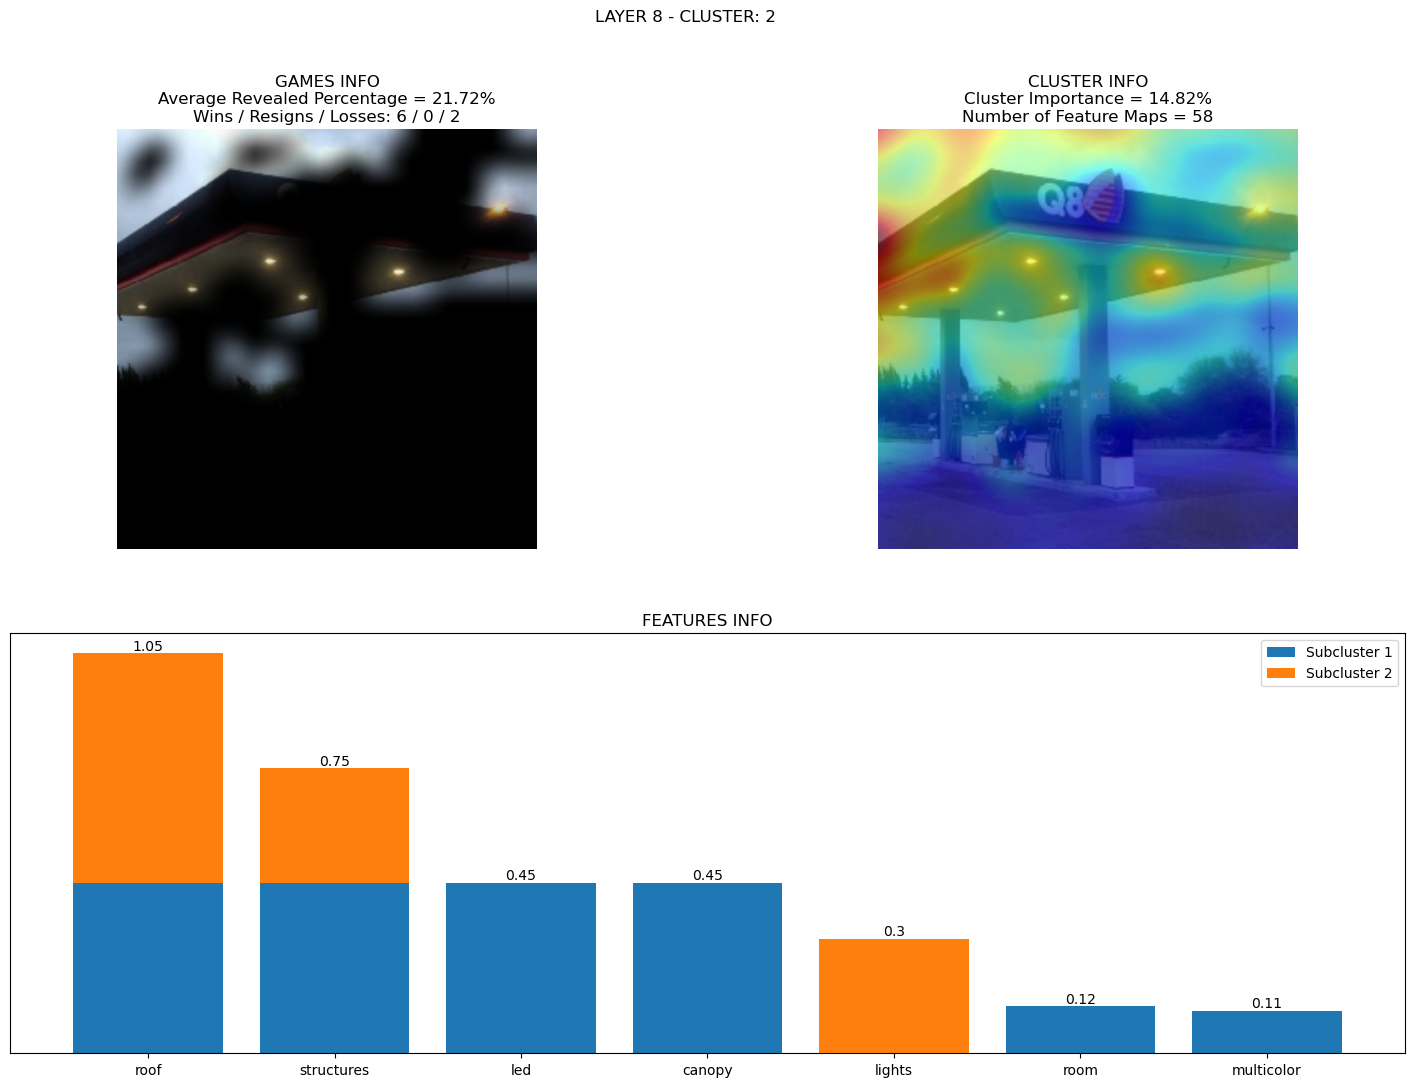 LAYER 8 - CLUSTER: 2
GAMES INFO
Average Revealed Percentage = 21.72%
Wins / Resigns / Losses: 6 / 0 / 2
CLUSTER INFO
Cluster Importance = 14.82%
Number of Feature Maps = 58
Q8
FEATURES INFO
1.05
0.75
0.45
0.45
0.3
0.12
0.11
Subcluster 1
Subcluster 2
roof
structures
led
canopy
lights
room
multicolor